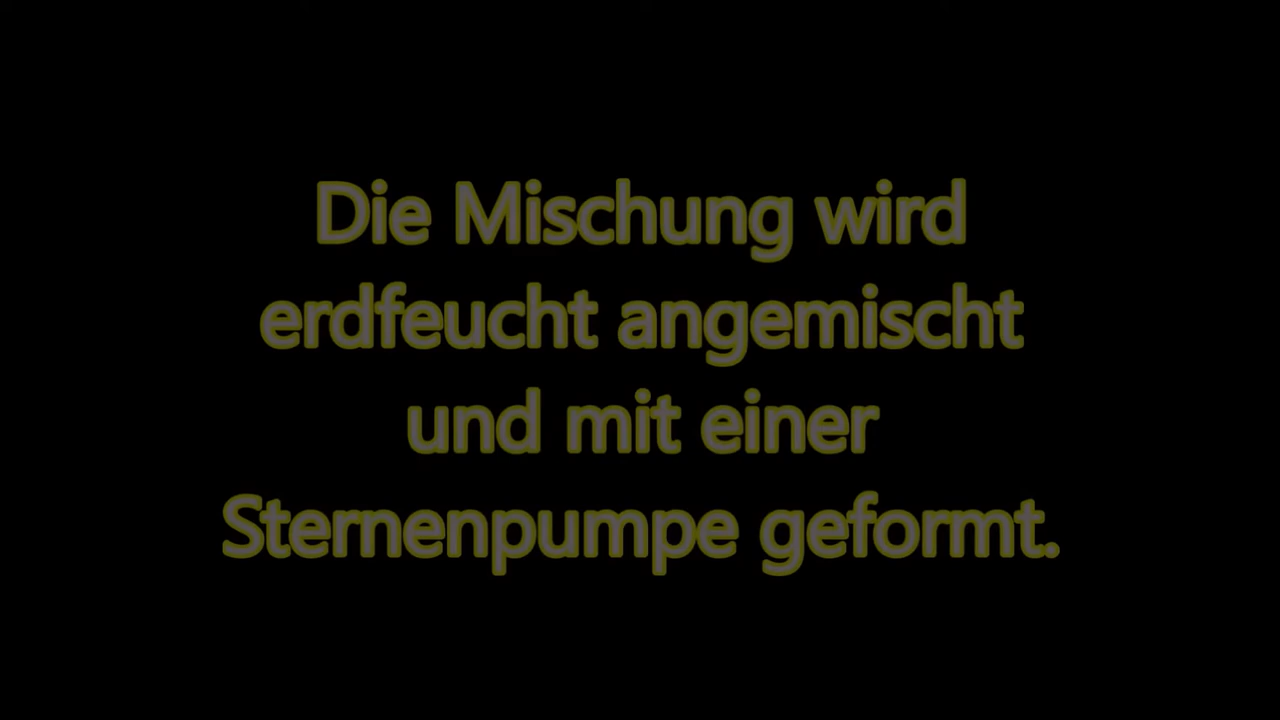 Die Mischung wird
erdfeucht angemischt
und mit einer
Sternenpumpe geformt.